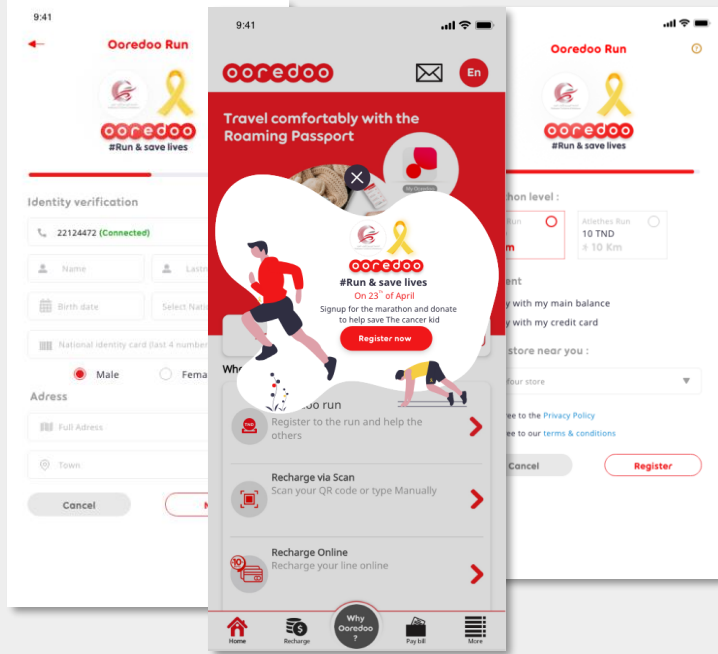 9:41
Ooredoo Run
ooredoo
#Run & save lives
Identity verification
22124472 (Connected)
Name
Birth date
National Identity card (last 4 number
Male
Adress
Full Adress
Town
Cancel
9:41
ooredoo
En
Travel comfortably with the
Roaming Passport
My Ooredoo
ooredoo
#Run & save lives
On 23th of April
Signup for the marathon and donate
to help save The cancer kid
Register now
Register to the run and help the
others
Recharge via Scan
Scan your QR code or type Manually
10
Recharge Online
Recharge your line online
Home
Recharge
Why
Ooredoo
?
Pay bill
More
Ooredoo Run
?
ooredoo
#Run & save lives
level :
Run
Atlethes Run
10 TND
10 Km
with my main balance
with my credit card
store near you :
store
to the Privacy Policy
to our terms & conditions
Cancel
Register